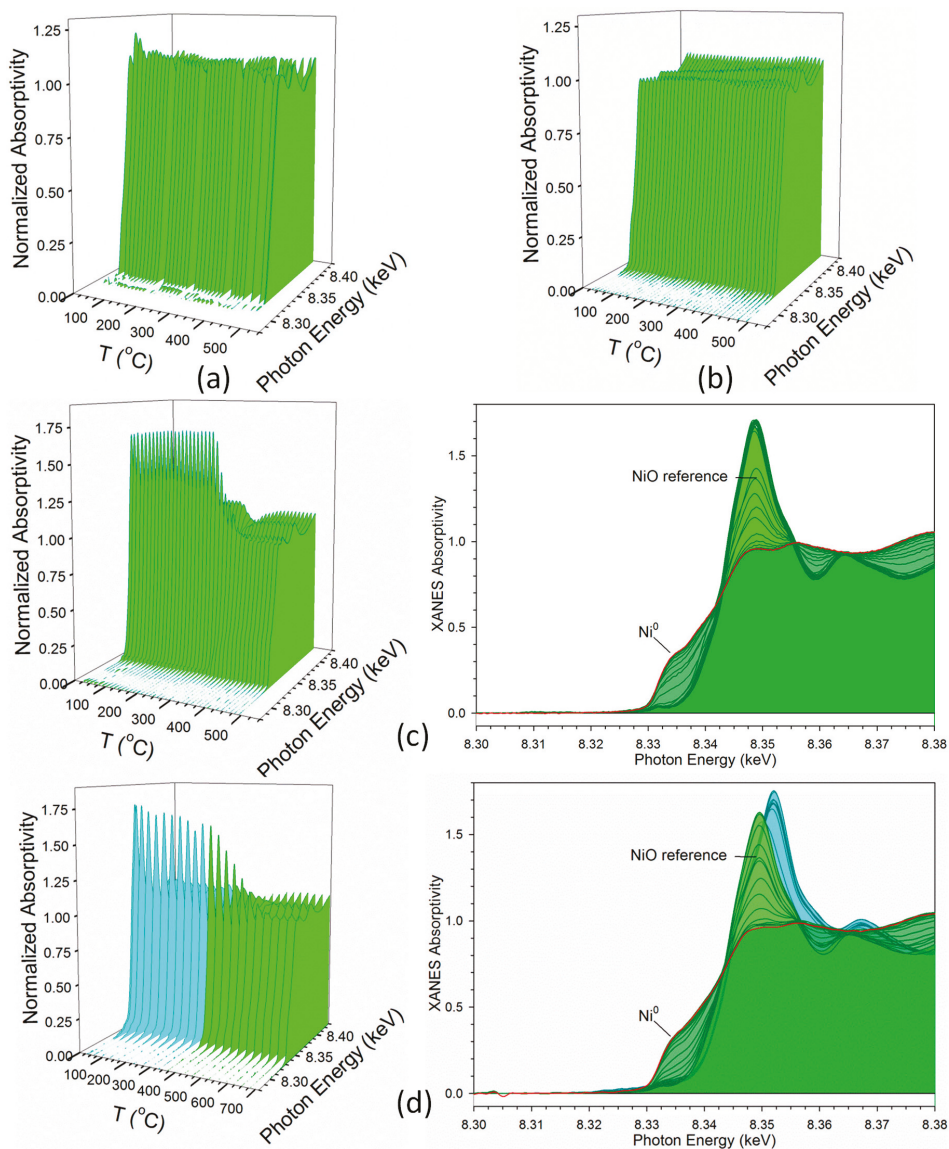 1.25
1.00
0.50
0.25
0.00
Normalized Absorptivity
100
200
300
400
500
T (°C)
8.30
8.35
8.40
Photon Energy (keV)
(a)
1.25
1.00
0.50
0.25
0.00
Normalized Absorptivity
100
200
300
400
500
T (°C)
8.30
8.35
8.40
Photon Energy (keV)
(b)
1.75
1.50
1.25
1.00
0.75
0.50
0.25
0.00
Normalized Absorptivity
100
200
300
400
500
T (°C)
8.30
8.35
8.40
Photon Energy (keV)
(c)
1.5
1.0
0.5
0.0
XANES Absorptivity
NiO reference
Ni⁰
8.30 8.31 8.32 8.33 8.34 8.35 8.36 8.37 8.38
Photon Energy (keV)
1.75
1.50
1.25
1.00
0.75
0.50
0.25
0.00
Normalized Absorptivity
100
200
300
400
500
600
700
T (°C)
8.30
8.35
8.40
Photon Energy (keV)
(d)
1.5
1.0
0.5
0.0
XANES Absorptivity
NiO reference
Ni⁰
8.30 8.31 8.32 8.33 8.34 8.35 8.36 8.37 8.38
Photon Energy (keV)